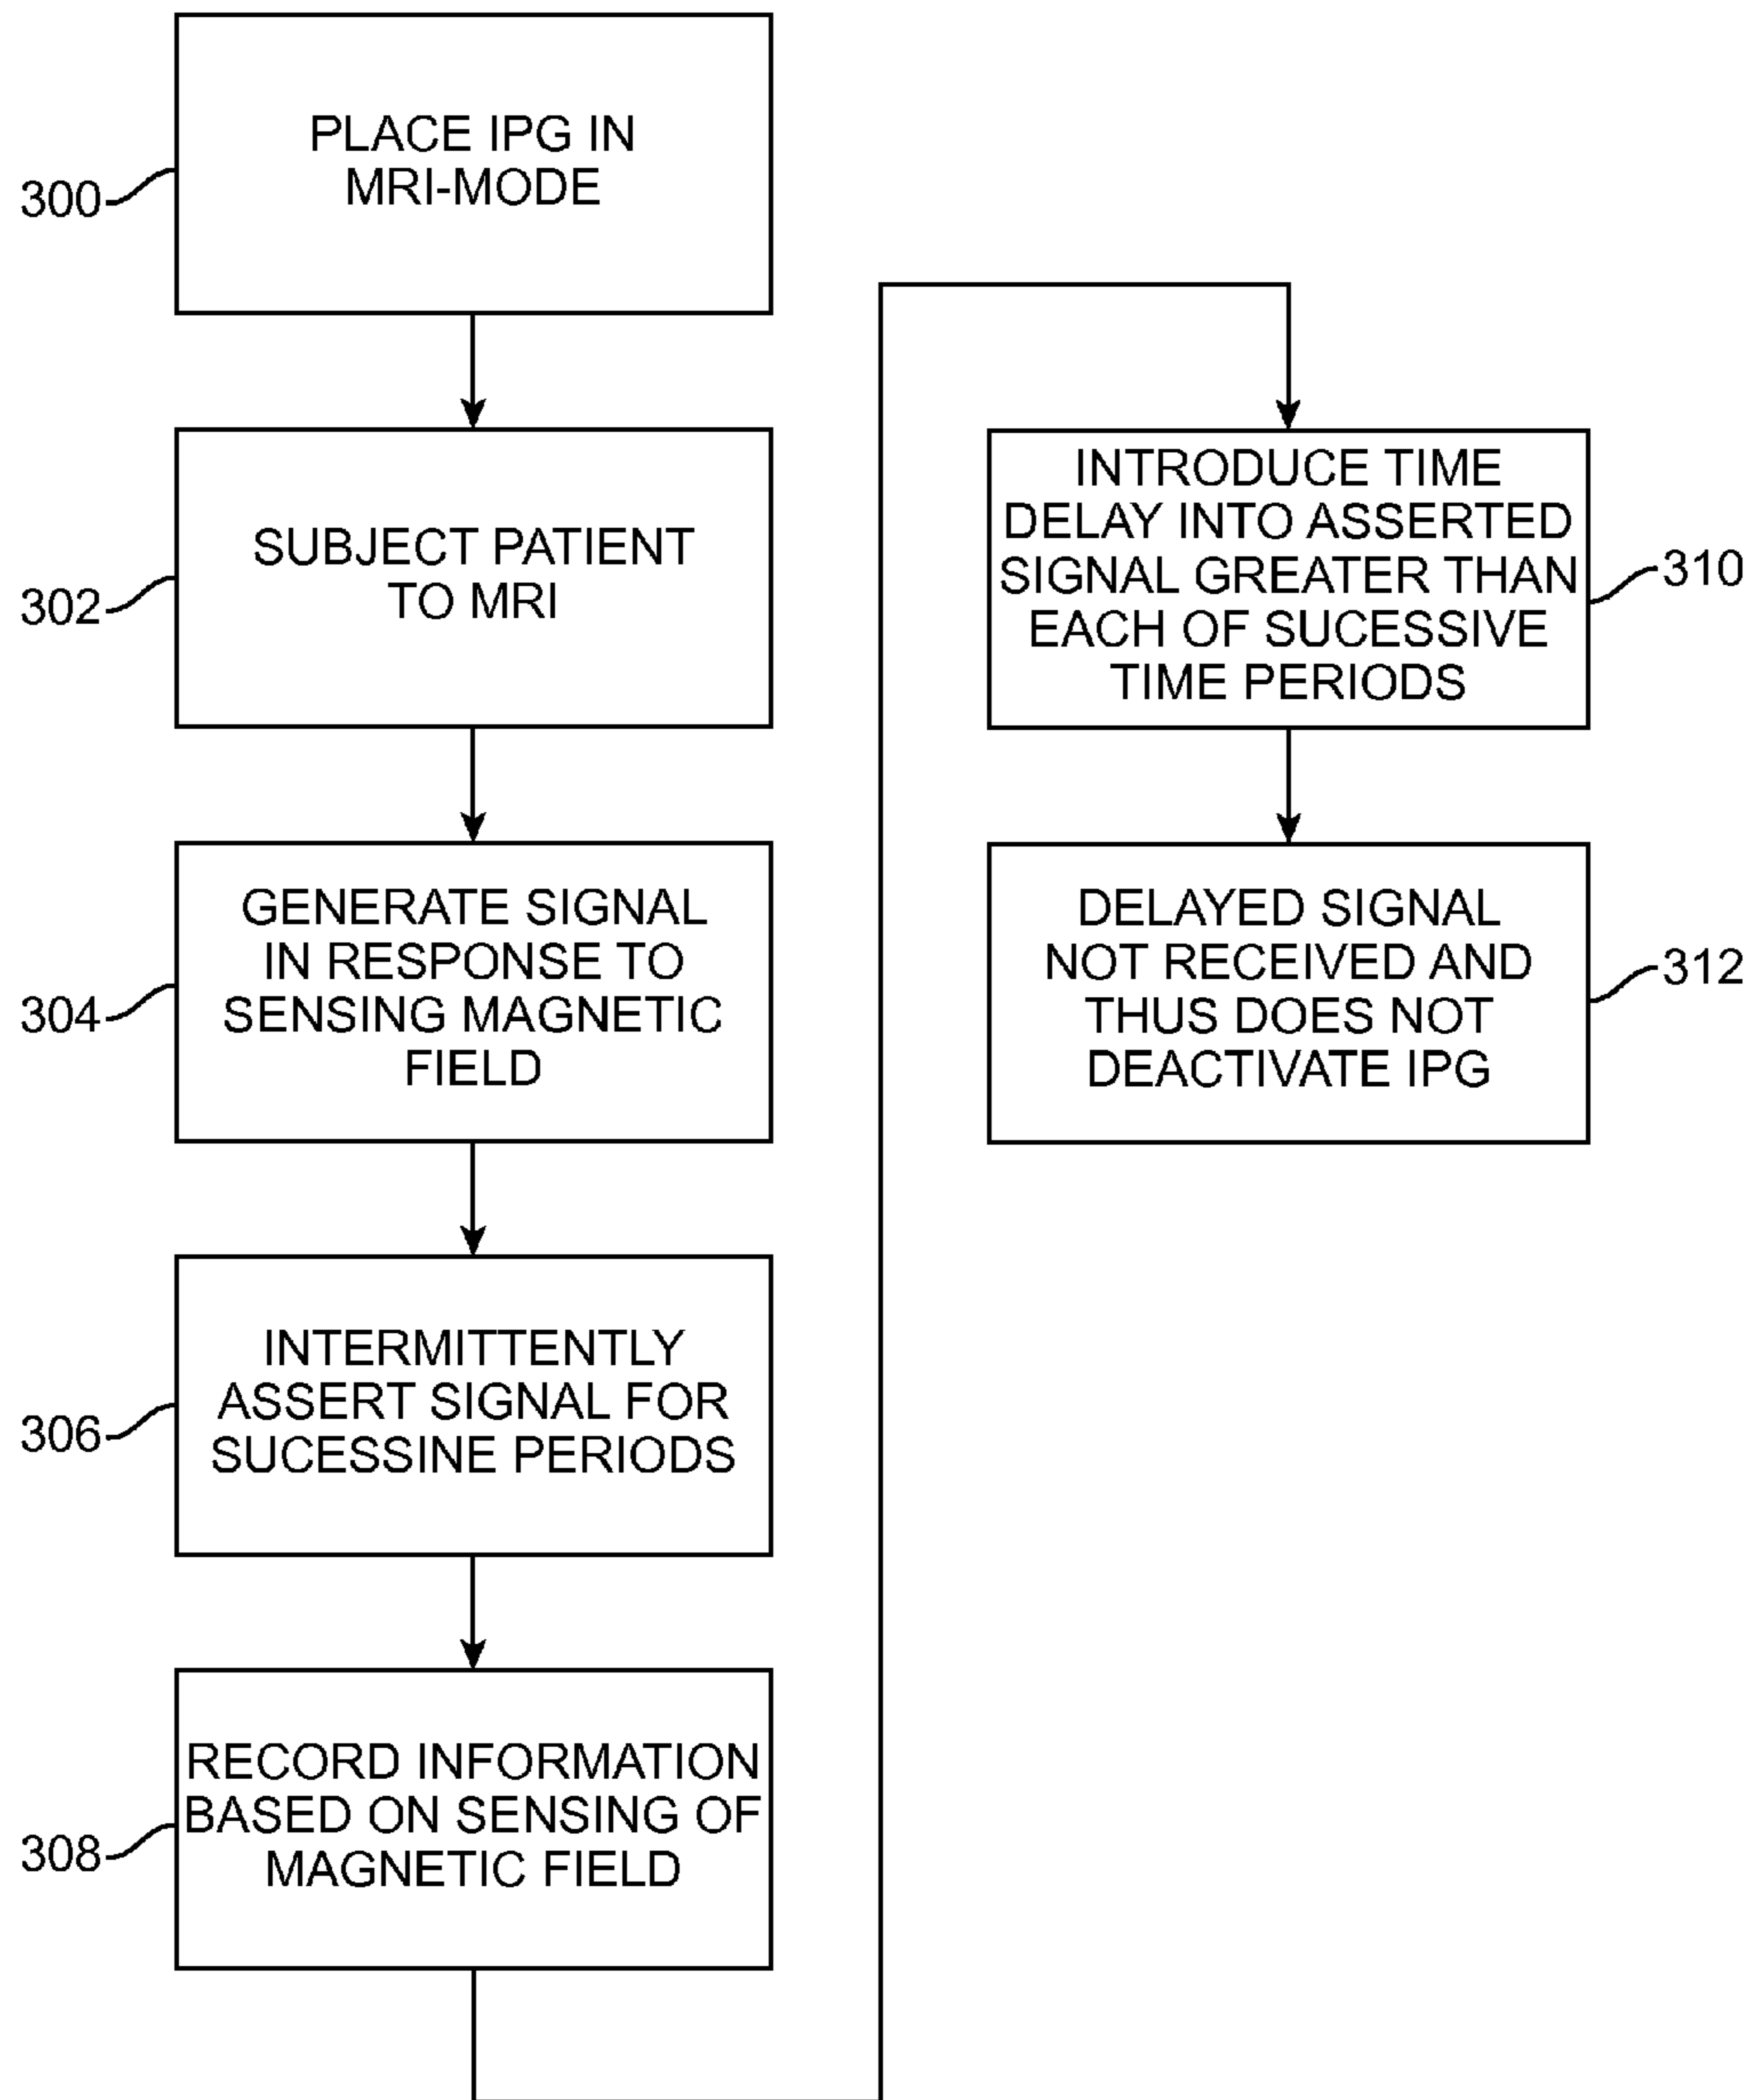 PLACE IPG IN
MRI-MODE
300
SUBJECT PATIENT
TO MRI
302
GENERATE SIGNAL
IN RESPONSE TO
SENSING MAGNETIC
FIELD
304
INTERMITTENTLY
ASSERT SIGNAL FOR
SUCESSINE PERIODS
306
RECORD INFORMATION
BASED ON SENSING OF
MAGNETIC FIELD
308
INTRODUCE TIME
DELAY INTO ASSERTED
SIGNAL GREATER THAN
EACH OF SUCESSIVE
TIME PERIODS
310
DELAYED SIGNAL
NOT RECEIVED AND
THUS DOES NOT
DEACTIVATE IPG
312